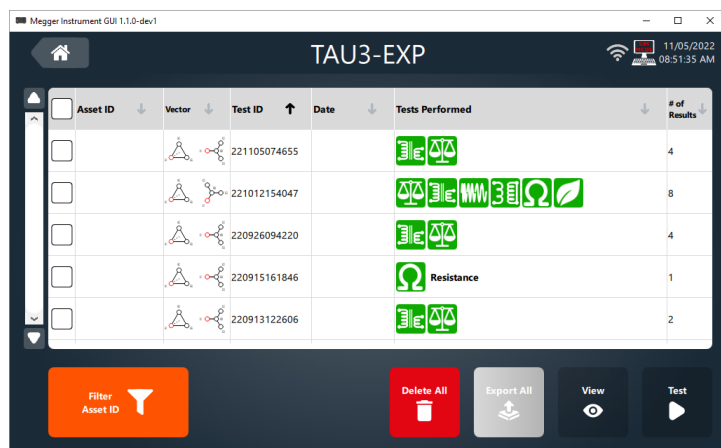 Megger Instrument GUI 1.1.0-dev1
TAU3-EXP
11/05/2022
08:51:35 AM
Asset ID
Vector
Test ID
Date
Tests Performed
# of
Results
221105074655
4
221012154047
8
220926094220
4
220915161846
Resistance
1
220913122606
2
Filter
Asset ID
Delete All
Export All
View
Test